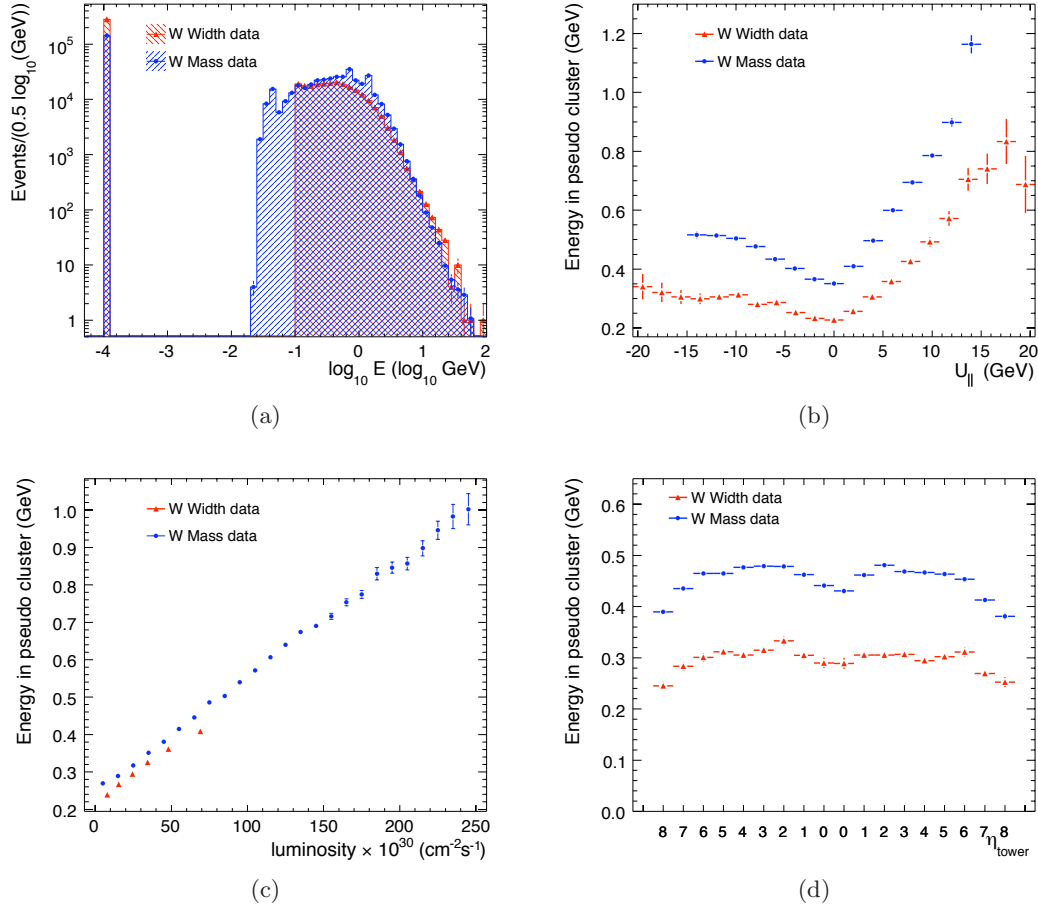 Events/(0.5 log10(GeV))
10^5
10^4
10^3
10^2
10
1
W Width data
W Mass data
-4 -3 -2 -1 0 1 2
log10 E (log10 GeV)
(a)
Energy in pseudo cluster (GeV)
1.2
1.0
0.8
0.6
0.4
0.2
W Width data
W Mass data
-20 -15 -10 -5 0 5 10 15 20
U|| (GeV)
(b)
Energy in pseudo cluster (GeV)
1.0
0.9
0.8
0.7
0.6
0.5
0.4
0.3
0.2
W Width data
W Mass data
0 50 100 150 200 250
luminosity × 10^30 (cm^-2s^-1)
(c)
Energy in pseudo cluster (GeV)
0.6
0.5
0.4
0.3
0.2
0.1
0.0
W Width data
W Mass data
8 7 6 5 4 3 2 1 0 0 1 2 3 4 5 6 7 8
ηtower
(d)